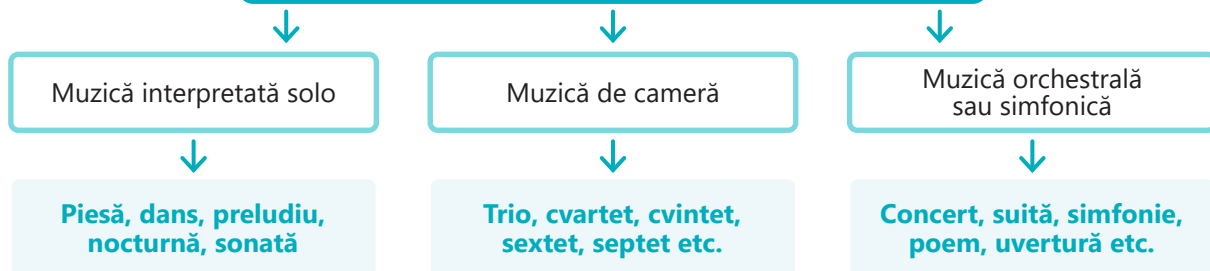 Muzică interpretată solo
Muzică de cameră
Muzică orchestrală
sau simfonică
Piesă, dans, preludiu,
nocturnă, sonată
Trio, cvartet, cvintet,
sextet, septet etc.
Concert, suită, simfonie,
poem, uvertură etc.